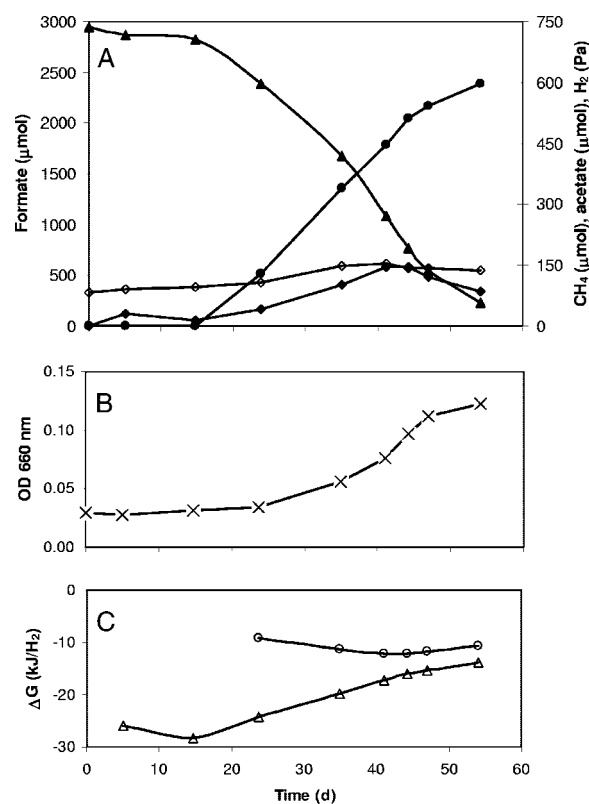 A
3000
2500
2000
1500
1000
500
0
Formate (μmol)
750
600
450
300
150
0
CH₄ (μmol), acetate (μmol), H₂ (Pa)
B
0.15
0.10
0.05
0.00
OD 660 nm
C
0
-10
-20
-30
ΔG (kJ/H₂)
0 10 20 30 40 50 60
Time (d)